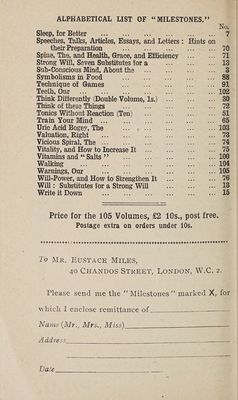 ALPHABETICAL LIST OF "MILESTONES."
No.
Sleep, for Better ... 7
Speeches, Talks, Articles, Essays, and Letters: Hints on
their Preparation ... 70
Spine, The, and Health, Grace, and Efficiency ... 71
Strong Will, Seven Substitutes for a ... 13
Sub-Conscious Mind, About the ... 3
Symbolisms in Food ... 88
Technique of Games ... 91
Teeth, Our ... 102
Think Differently (Double Volume, 1s.) ... 30
Think of these Things ... 72
Tonics Without Reaction (Ten) ... 51
Train Your Mind ... 65
Uric Acid Bogey, The ... 103
Valuation, Right ... 73
Vicious Spiral, The ... 74
Vitality, and How to Increase It ... 75
Vitamins and "Salts" ... 100
Walking ... 104
Warnings, Our ... 105
Will-Power, and How to Strengthen It ... 76
Will: Substitutes for a Strong Will ... 13
Write it Down ... 15
Price for the 105 Volumes, £2 10s., post free.
Postage extra on orders under 10s.
To MR. EUSTACE MILES,
40 CHANDOS STREET, LONDON, W.C. 2.
Please send me the "Milestones" marked X, for
which I enclose remittance of
Name (Mr., Mrs., Miss)
Address
Date